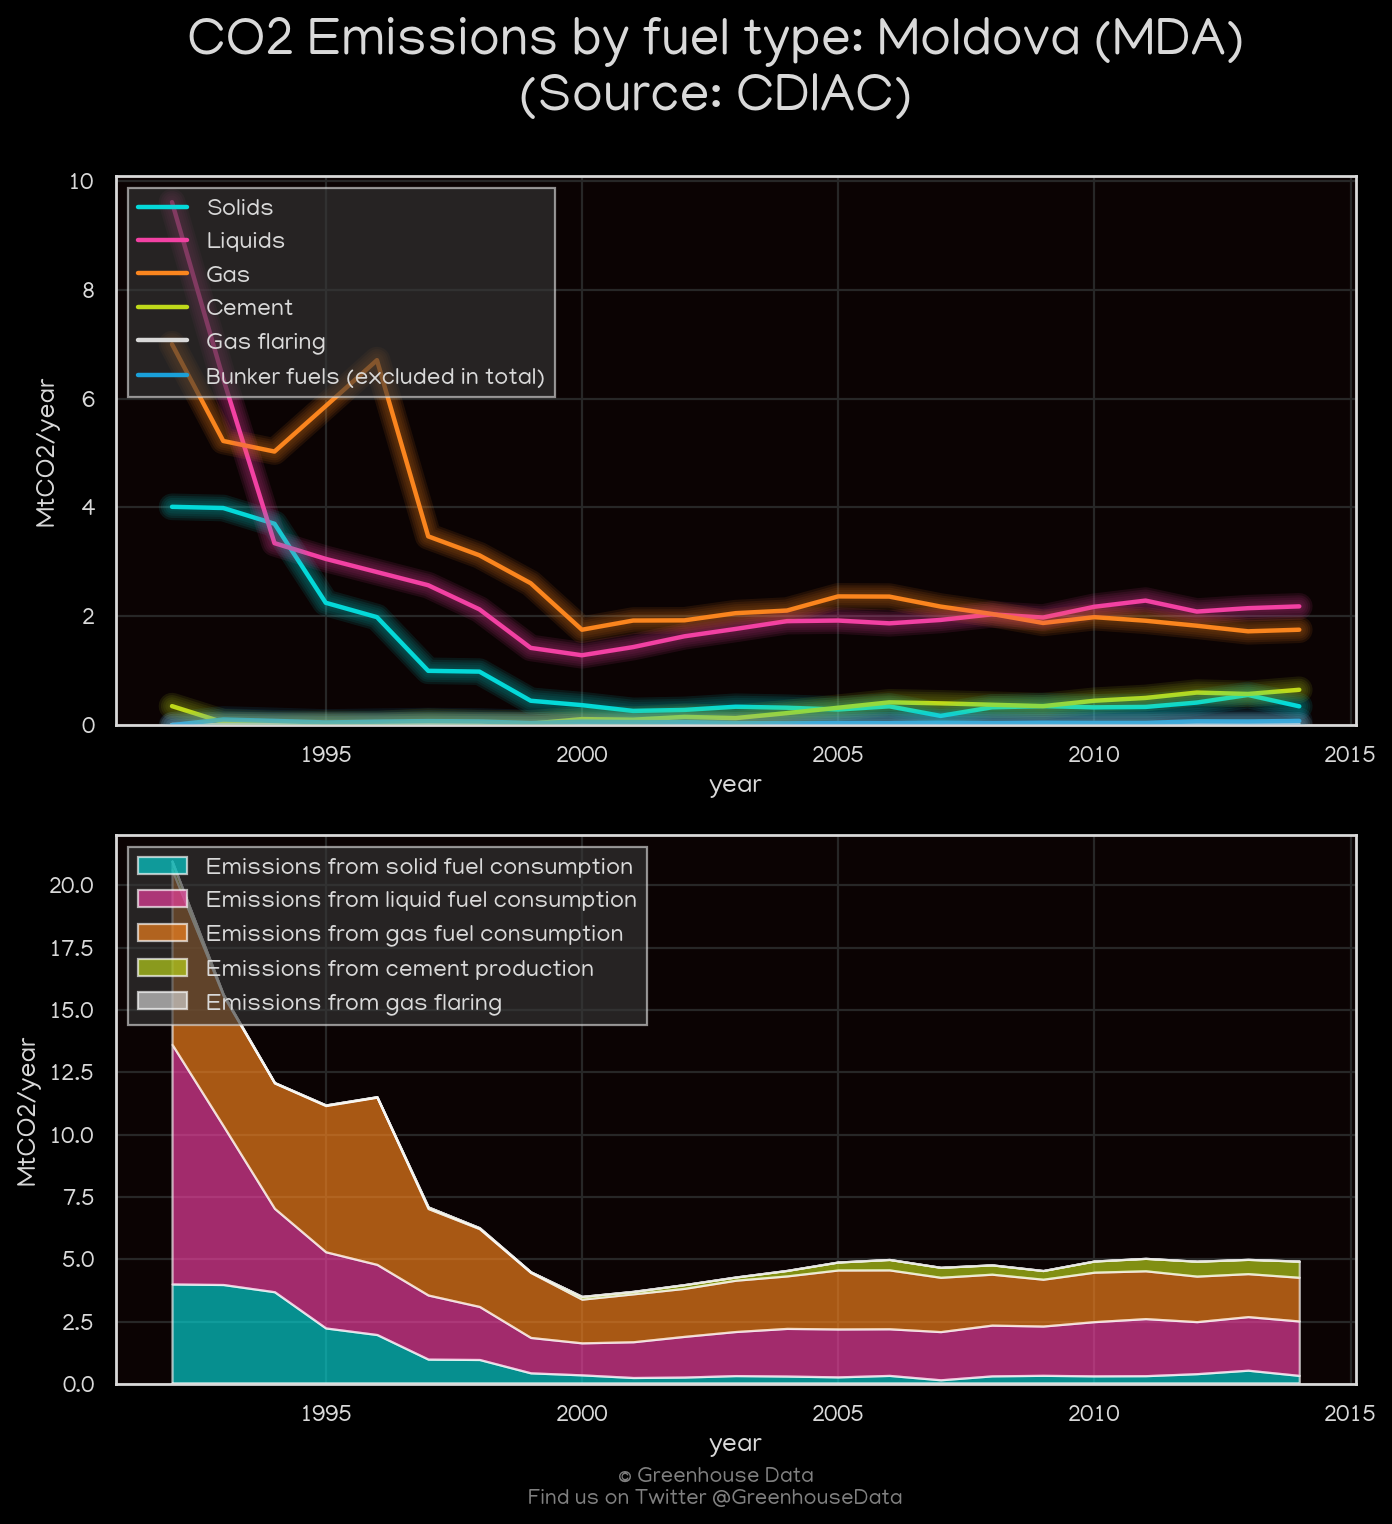 CO2 Emissions by fuel type: Moldova (MDA)
(Source: CDIAC)
10
8
6
4
2
0
MtCO2/year
Solids
Liquids
Gas
Cement
Gas flaring
Bunker fuels (excluded in total)
1995 2000 2005 2010 2015
year
20.0
17.5
15.0
12.5
10.0
7.5
5.0
2.5
0.0
MtCO2/year
Emissions from solid fuel consumption
Emissions from liquid fuel consumption
Emissions from gas fuel consumption
Emissions from cement production
Emissions from gas flaring
1995 2000 2005 2010 2015
year
© Greenhouse Data
Find us on Twitter @GreenhouseData